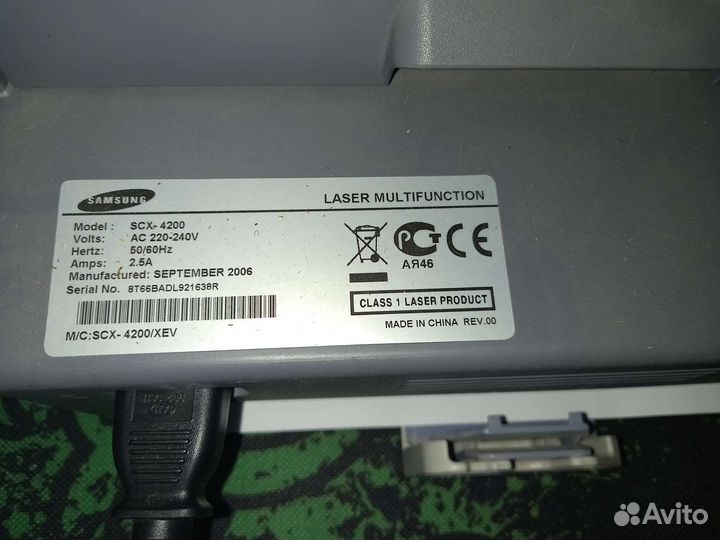 SAMSUNG
LASER MULTIFUNCTION
Model : SCX- 4200
Volts: AC 220-240V
Hertz: 50/60Hz
Amps: 2.5A
Manufactured: SEPTEMBER 2006
Serial No. 8T66BADL921638R
M/C:SCX- 4200/XEV
АЯ46
CE
CLASS 1 LASER PRODUCT
MADE IN CHINA REV.00
Avito